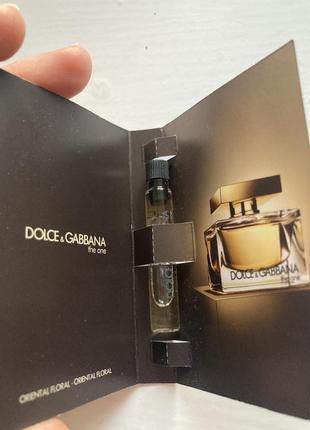 DOLCE & GABBANA
the one
ORIENTAL FLORAL - ORIENTAL FLORAL
DOLCE & GABBANA
the one